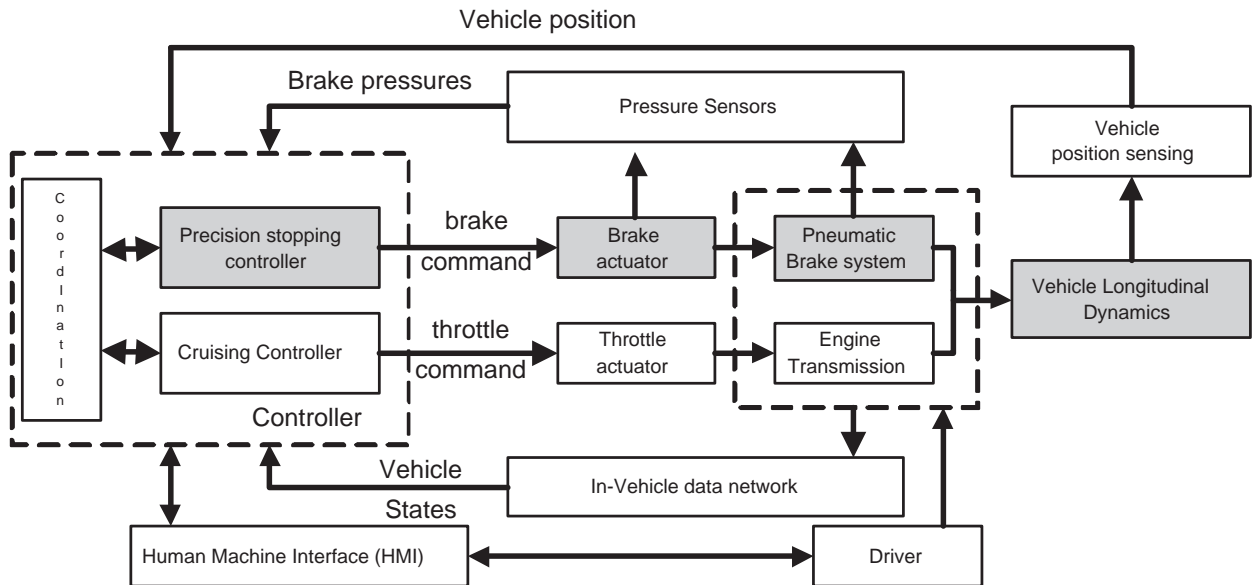 Vehicle position
Brake pressures
Pressure Sensors
Vehicle
position sensing
CoordInatIon
Precision stopping
controller
brake
command
Brake
actuator
Pneumatic
Brake system
Vehicle Longitudinal
Dynamics
Cruising Controller
throttle
command
Throttle
actuator
Engine
Transmission
Controller
Vehicle
States
In-Vehicle data network
Human Machine Interface (HMI)
Driver